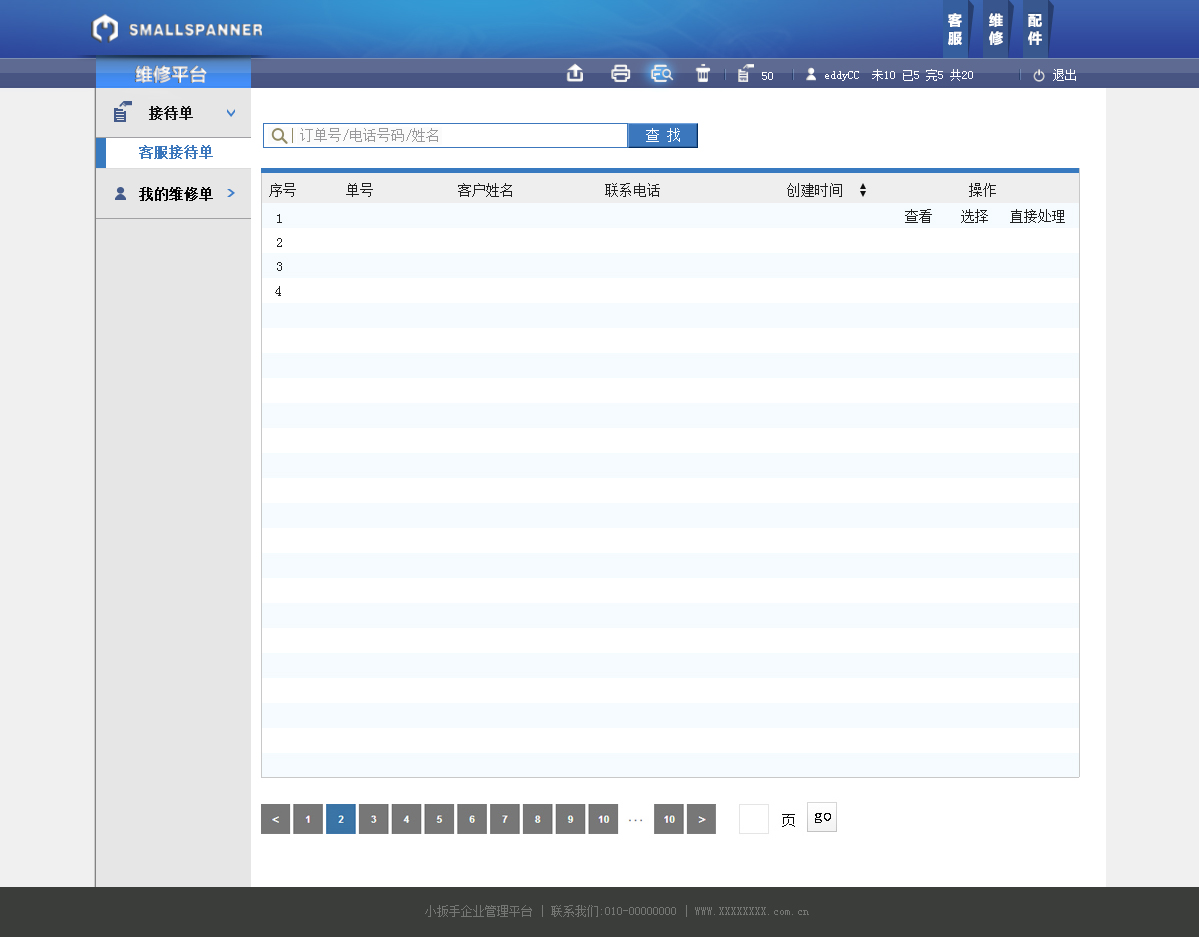 SMALLSPANNER
客服 维修 配件
维修平台
50 eddyCC 未10 已5 完5 共20 退出
接待单
客服接待单
我的维修单
订单号/电话号码/姓名 查 找
序号 单号 客户姓名 联系电话 创建时间 操作
1 查看 选择 直接处理
2
3
4
< 1 2 3 4 5 6 7 8 9 10 ... 10 > 页 go
小扳手企业管理平台 | 联系我们:010-00000000 | WWW.XXXXXXXX.com.cn